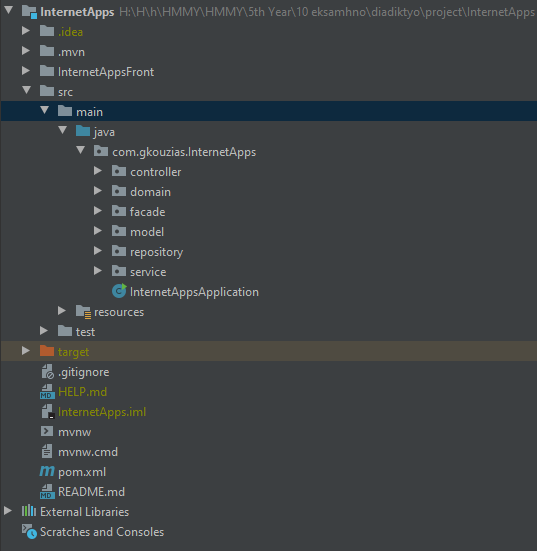 InternetApps H:\H\h\HMMY\HMMY\5th Year\10 eksamhno\diadiktyo\project\InternetApps
.idea
.mvn
InternetAppsFront
src
main
java
com.gkouzias.InternetApps
controller
domain
facade
model
repository
service
InternetAppsApplication
resources
test
target
.gitignore
HELP.md
InternetApps.iml
mvnw
mvnw.cmd
pom.xml
README.md
External Libraries
Scratches and Consoles